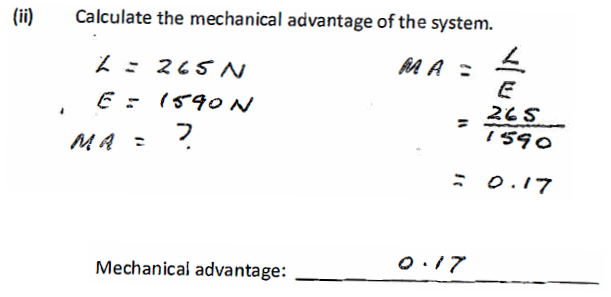 (ii) Calculate the mechanical advantage of the system.
L = 265 N
E = 1590 N
MA = ?
MA = L/E
= 265/1590
= 0.17
Mechanical advantage: 0.17